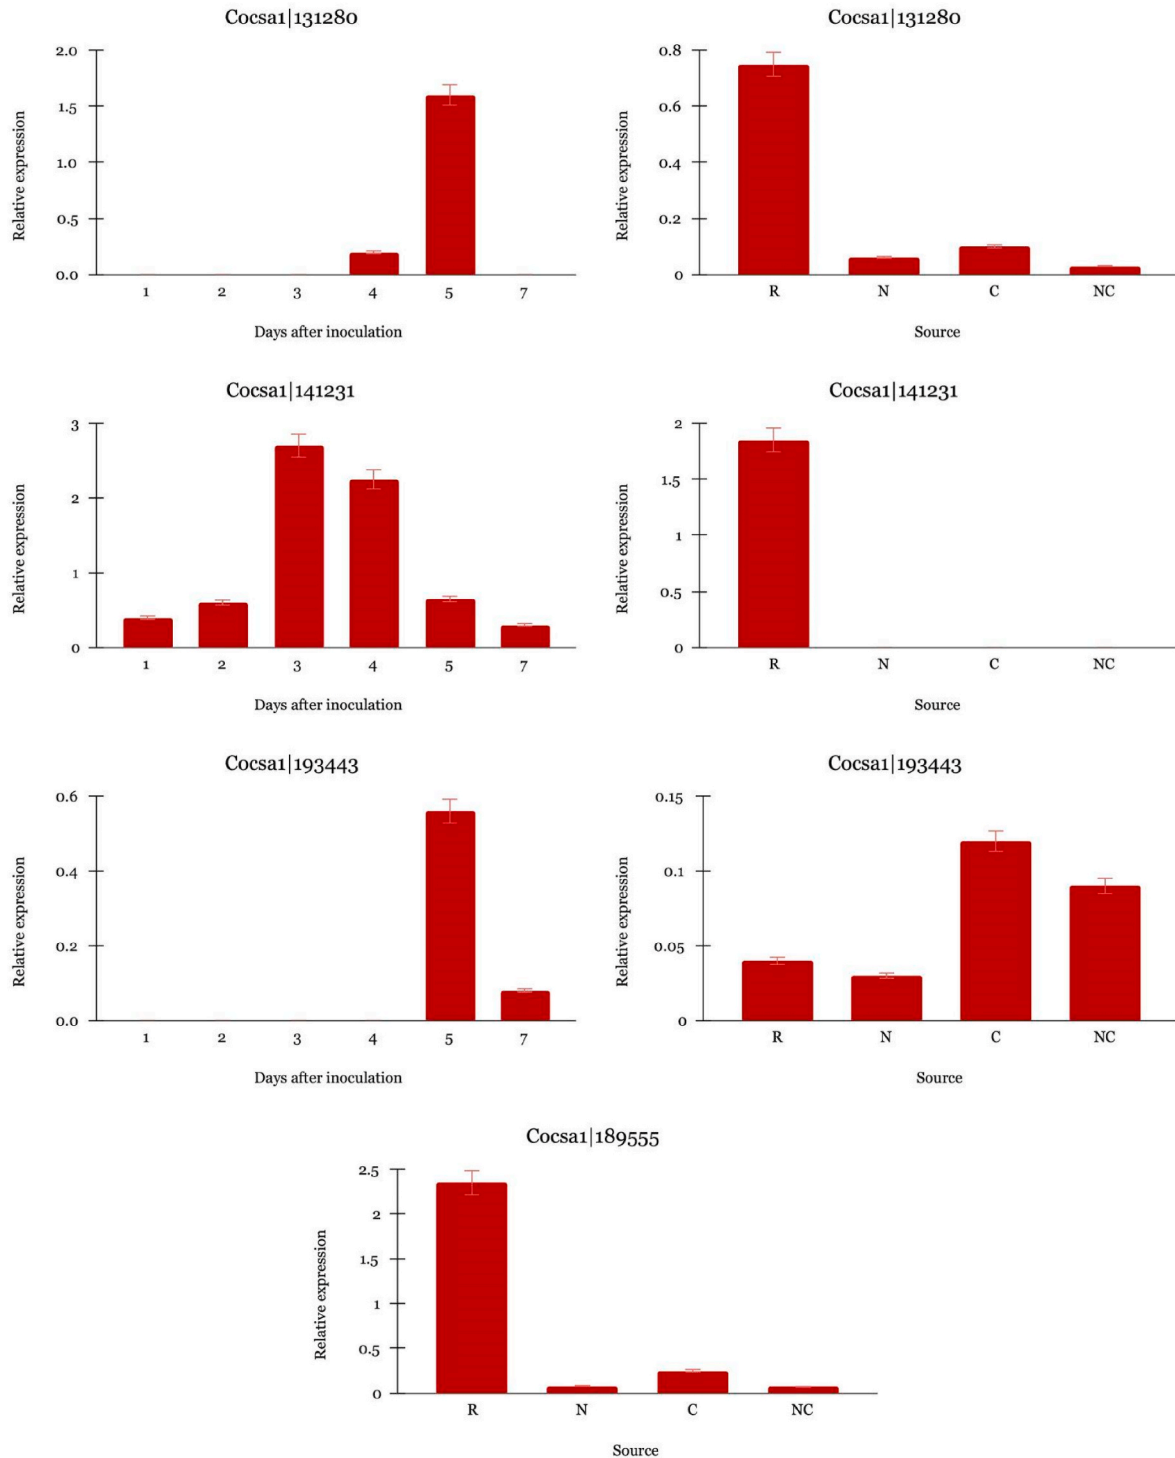 Cocsa1|131280
Relative expression
2.0
1.5
1.0
0.5
0.0
1 2 3 4 5 7
Days after inoculation
Cocsa1|131280
Relative expression
0.8
0.6
0.4
0.2
0
R N C NC
Source
Cocsa1|141231
Relative expression
3
2
1
0
1 2 3 4 5 7
Days after inoculation
Cocsa1|141231
Relative expression
2
1.5
1
0.5
0
R N C NC
Source
Cocsa1|193443
Relative expression
0.6
0.4
0.2
0.0
1 2 3 4 5 7
Days after inoculation
Cocsa1|193443
Relative expression
0.15
0.1
0.05
0
R N C NC
Source
Cocsa1|189555
Relative expression
2.5
2
1.5
1
0.5
0
R N C NC
Source